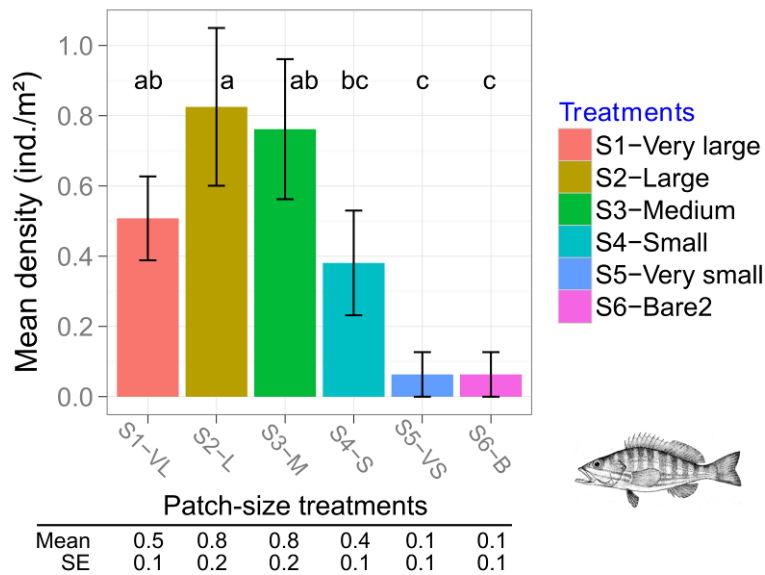 Mean density (ind./m²)
1.0
0.8
0.6
0.4
0.2
0.0
ab a ab bc c c
S1−VL S2−L S3−M S4−S S5−VS S6−B
Patch-size treatments
Mean 0.5 0.8 0.8 0.4 0.1 0.1
SE 0.1 0.2 0.2 0.1 0.1 0.1
Treatments
S1−Very large
S2−Large
S3−Medium
S4−Small
S5−Very small
S6−Bare2